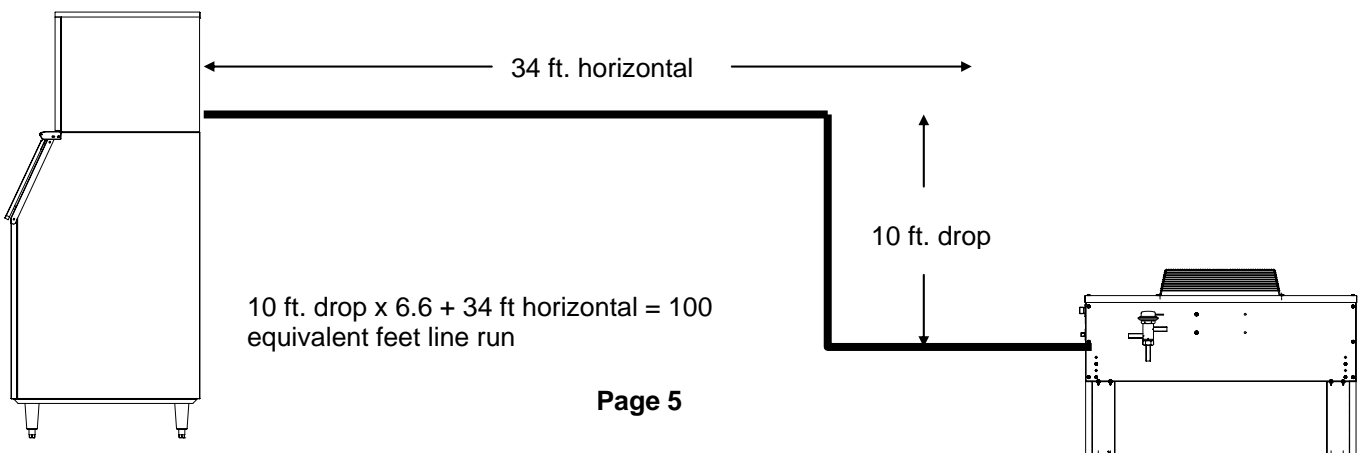 34 ft. horizontal
10 ft. drop
10 ft. drop x 6.6 + 34 ft horizontal = 100
equivalent feet line run
Page 5